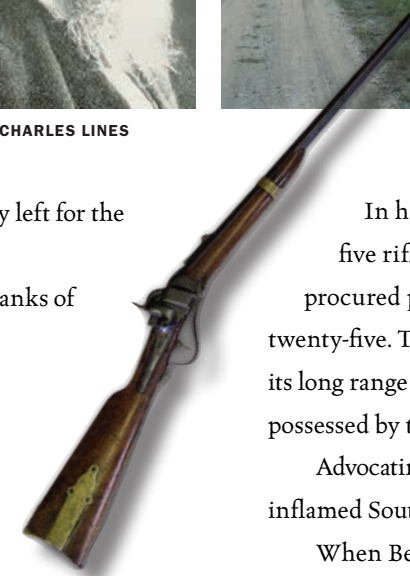 CHARLES LINES
left for the
anks of
In h
five rif
procured
twenty-five. T
its long range
possessed by
Advocatin
inflamed Sout
When Be